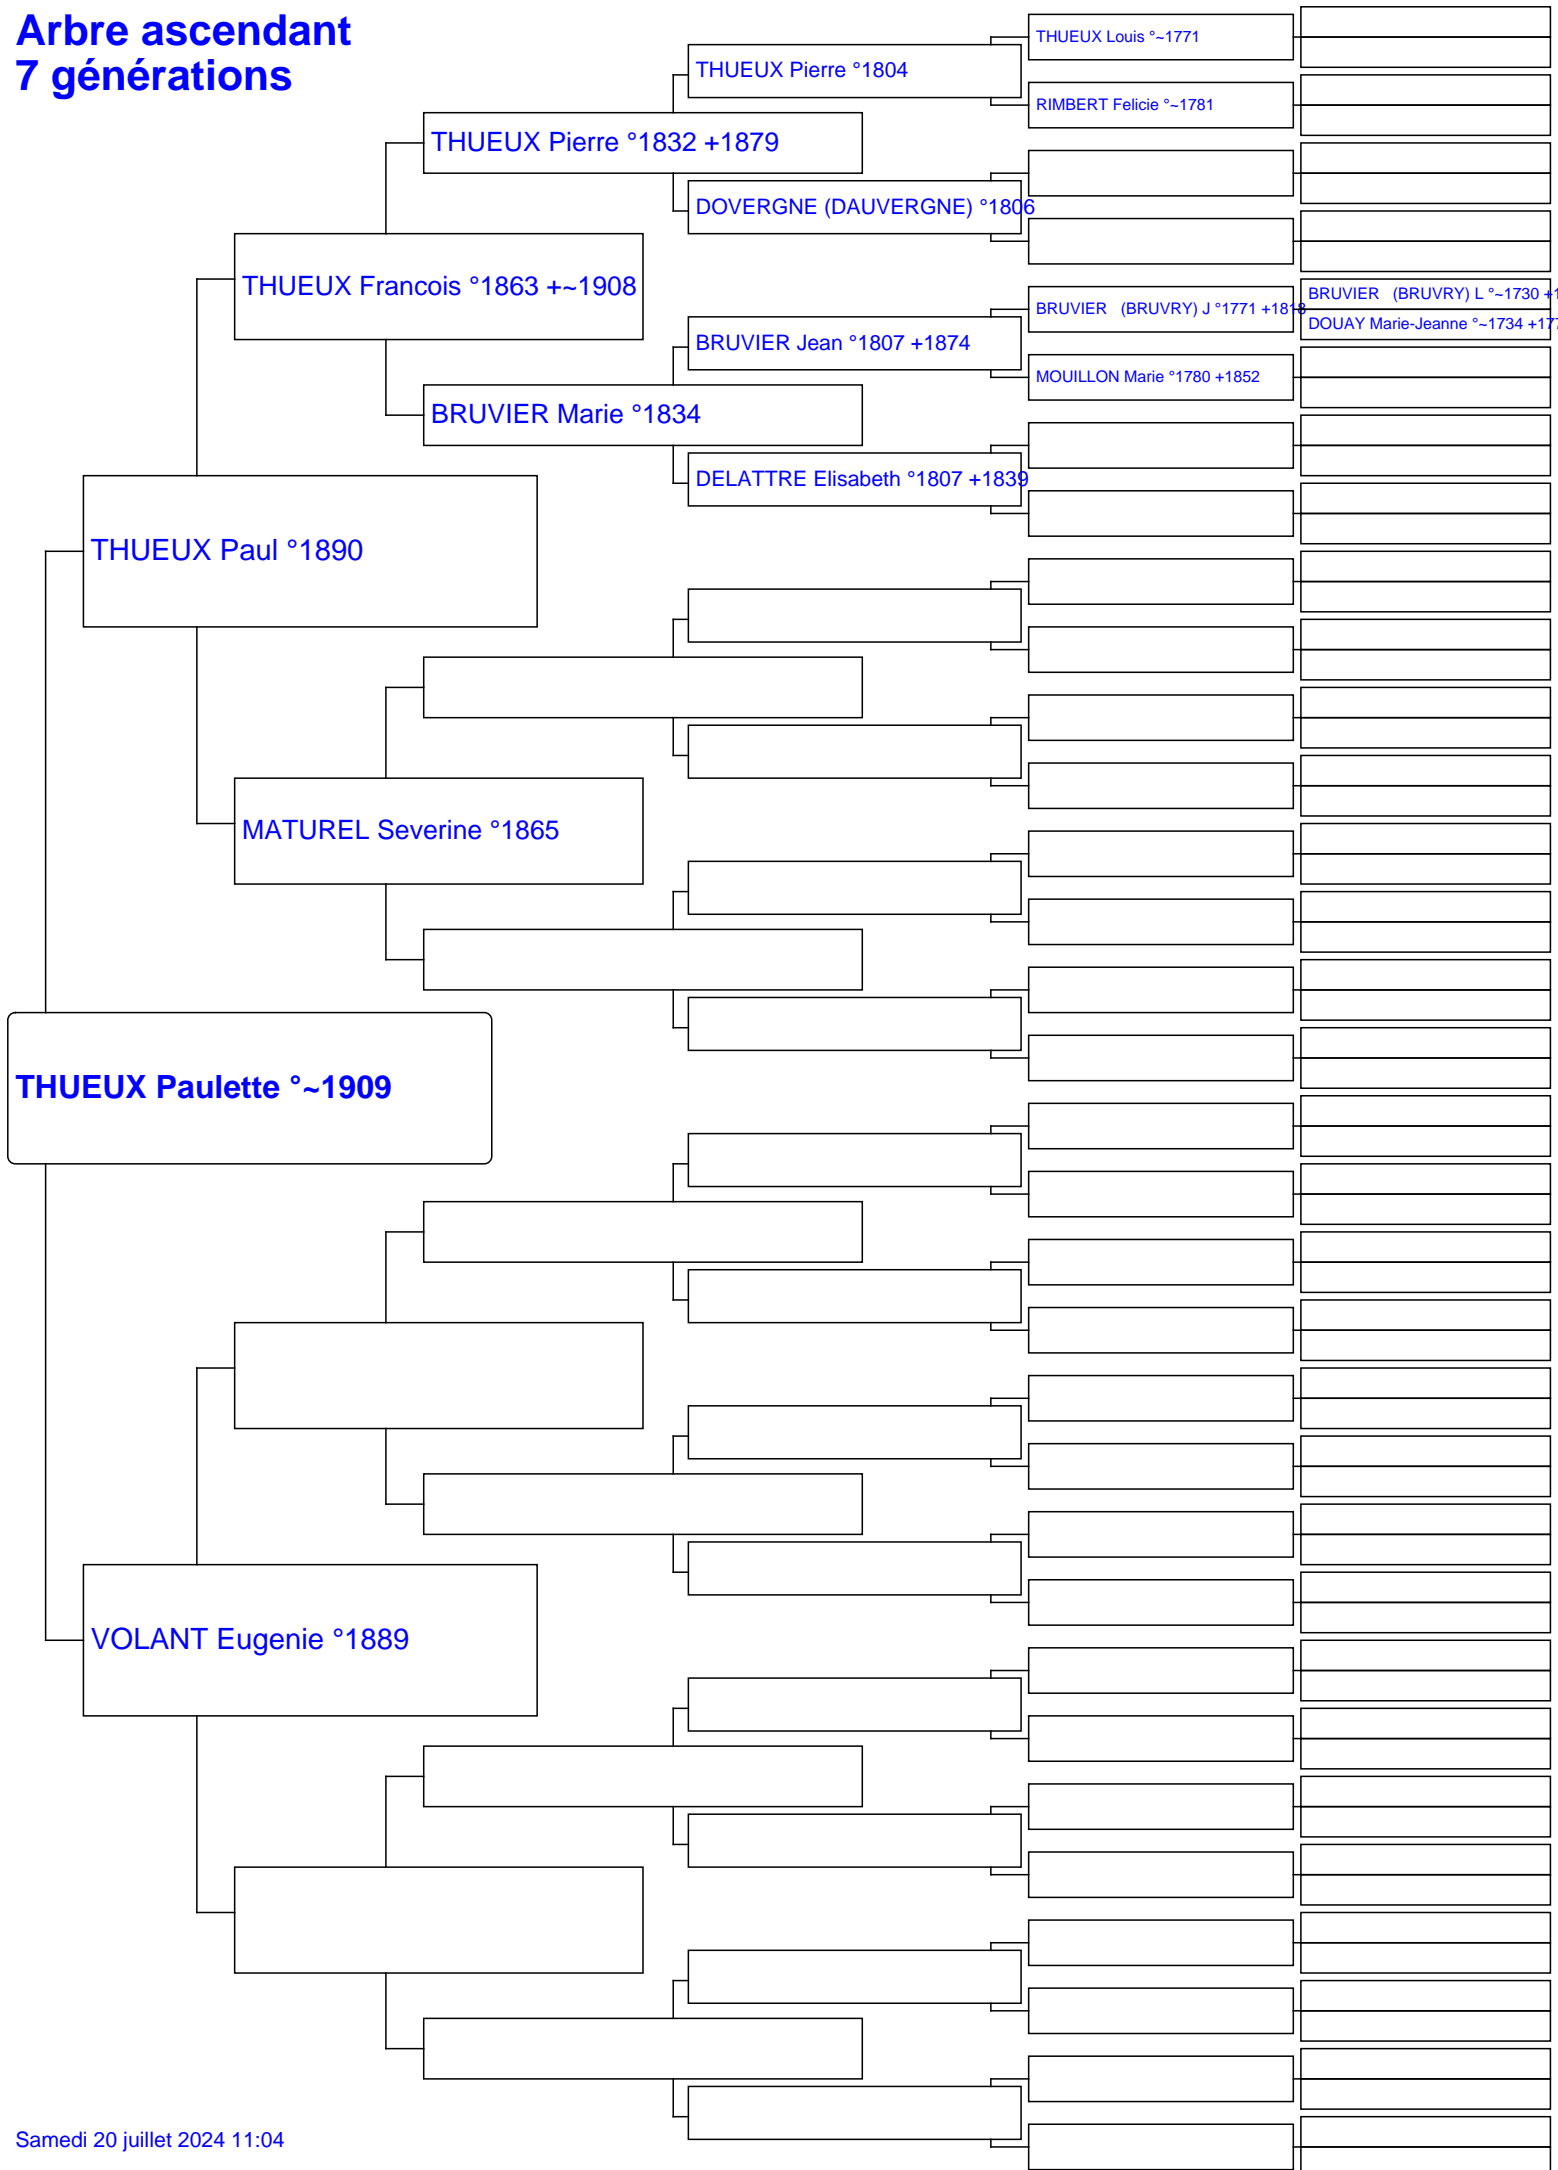 Arbre ascendant
7 générations
THUEUX Louis °~1771
THUEUX Pierre °1804
RIMBERT Felicie °~1781
THUEUX Pierre °1832 +1879
DOVERGNE (DAUVERGNE) °1806
THUEUX Francois °1863 +~1908
BRUVIER (BRUVRY) L °~1730 +1
BRUVIER (BRUVRY) J °1771 +1818
DOUAY Marie-Jeanne °~1734 +177
BRUVIER Jean °1807 +1874
MOUILLON Marie °1780 +1852
BRUVIER Marie °1834
DELATTRE Elisabeth °1807 +1839
THUEUX Paul °1890
MATUREL Severine °1865
THUEUX Paulette °~1909
VOLANT Eugenie °1889
Samedi 20 juillet 2024 11:04